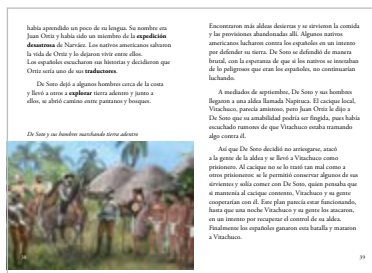 había aprendido un poco de su lengua. Su nombre era
Juan Ortiz y había sido un miembro de la expedición
desastrosa de Narváez. Los nativos americanos salvaron
la vida de Ortiz y lo dejaron vivir entre ellos.
Los españoles escucharon sus historias y decidieron que
Ortiz sería uno de sus traductores.
De Soto dejó a algunos hombres cerca de la costa
y llevó a otros a explorar tierra adentro y junto a
ellos, se abrió camino entre pantanos y bosques.
De Soto y sus hombres marchando tierra adentro
Encontraron más aldeas desiertas y se sirvieron la comida
y las provisiones abundonadas allí. Algunos nativos
americanos lucharon contra los españoles en un intento
por defender su tierra. De Soto se defendió de manera
brutal, con la esperanza de que si los nativos se enteraban
de lo peligrosos que eran los españoles, no continuarían
luchando.
A mediados de septiembre, De Soto y sus hombres
llegaron a una aldea llamada Napituca. El cacique local,
Vitachuco, parecía amistoso, pero Juan Ortiz le dijo a
De Soto que su amabilidad podría ser fingida, pues había
escuchado rumores de que Vitachuco estaba tramando
algo contra él.
Así que De Soto decidió no arriesgarse, atacó
a la gente de la aldea y se llevó a Vitachuco como
prisionero. Al cacique no se lo trató tan mal como a
otros prisioneros: se le permitió conservar algunos de sus
sirvientes y solía comer con De Soto, quien pensaba que
si mantenía al cacique contento, Vitachuco y su gente
cooperarían con él. Este plan parecía estar funcionando,
hasta que una noche Vitachuco y su gente los atacaron,
en un intento por recuperar el control de su aldea.
Finalmente los españoles ganaron esta batalla y mataron
a Vitachuco.
38
39